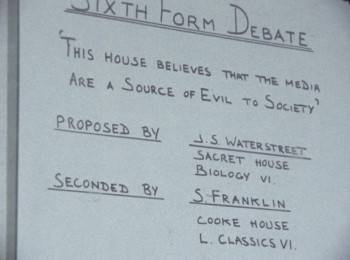 SIXTH FORM DEBATE
'THIS HOUSE BELIEVES THAT THE MEDIA
ARE A SOURCE OF EVIL TO SOCIETY'
PROPOSED BY
J.S. WATERSTREET
SACRET HOUSE
BIOLOGY VI.
SECONDED BY
S. FRANKLIN
COOKE HOUSE
L. CLASSICS VI.